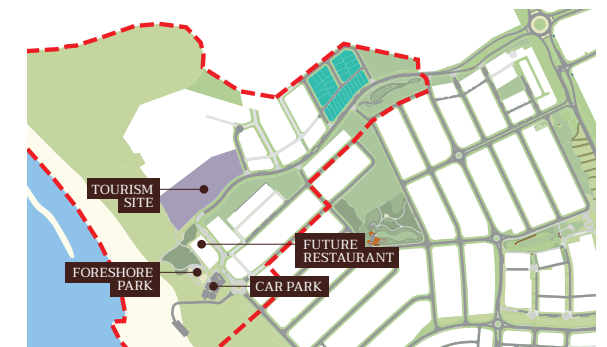 TOURISM
SITE
FUTURE
RESTAURANT
FORESHORE
PARK
CAR PARK